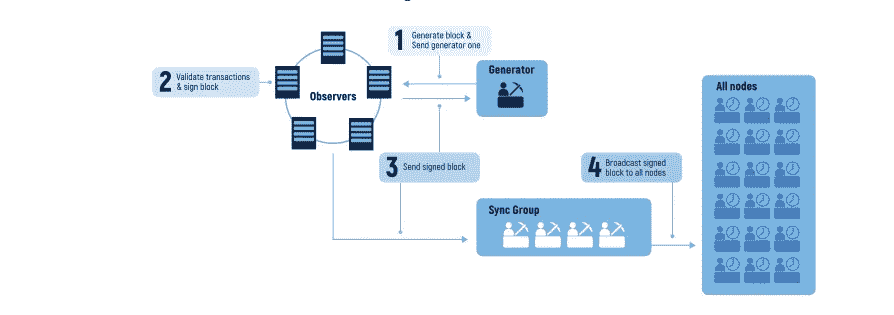 1 Generate block &
Send generator one
2 Validate transactions
& sign block
Observers
Generator
All nodes
3 Send signed block
4 Broadcast signed
block to all nodes
Sync Group